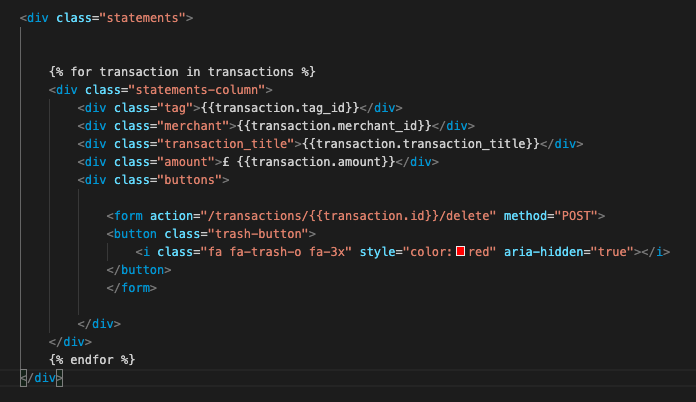 <div class="statements">
{% for transaction in transactions %}
<div class="statements-column">
<div class="tag">{{transaction.tag_id}}</div>
<div class="merchant">{{transaction.merchant_id}}</div>
<div class="transaction_title">{{transaction.transaction_title}}</div>
<div class="amount">£ {{transaction.amount}}</div>
<div class="buttons">
<form action="/transactions/{{transaction.id}}/delete" method="POST">
<button class="trash-button">
<i class="fa fa-trash-o fa-3x" style="color:red" aria-hidden="true"></i>
</button>
</form>
</div>
</div>
{% endfor %}
</div>